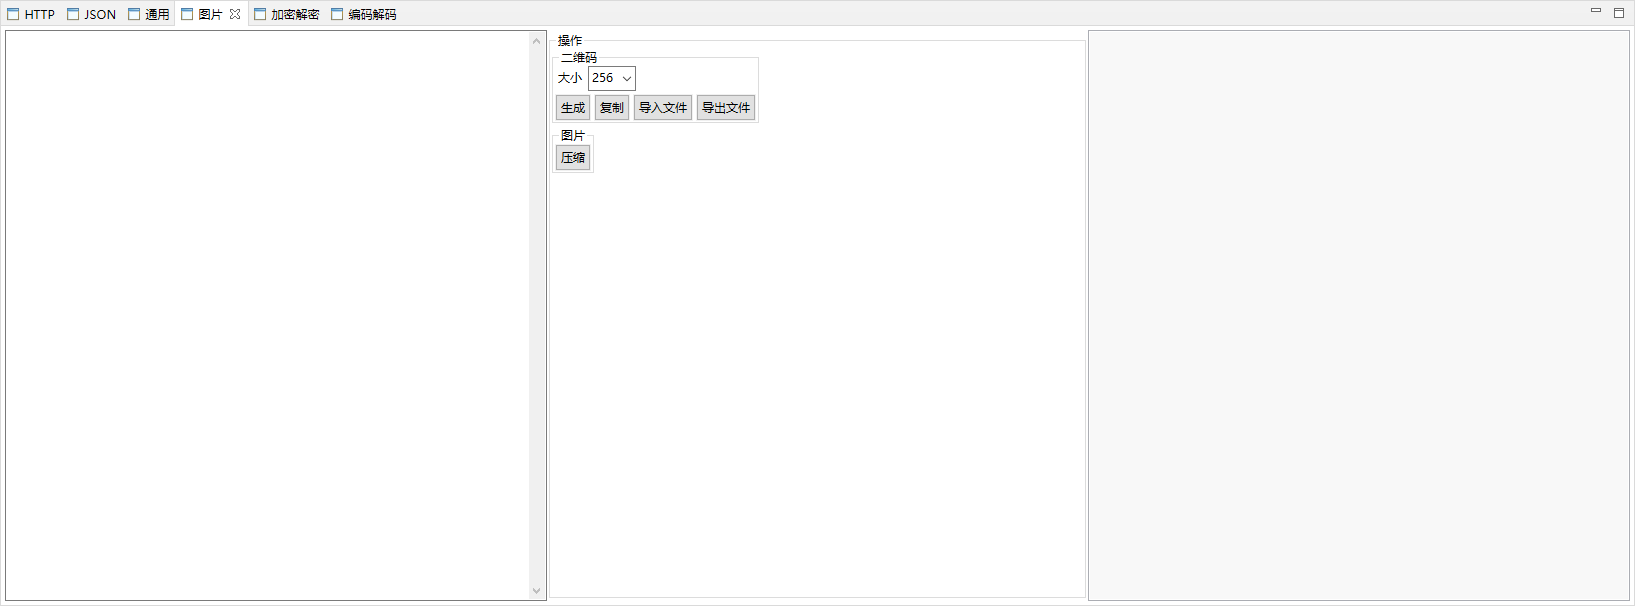 HTTP JSON 通用 图片 加密解密 编码解码
操作
二维码
大小 256
生成 复制 导入文件 导出文件
图片
压缩